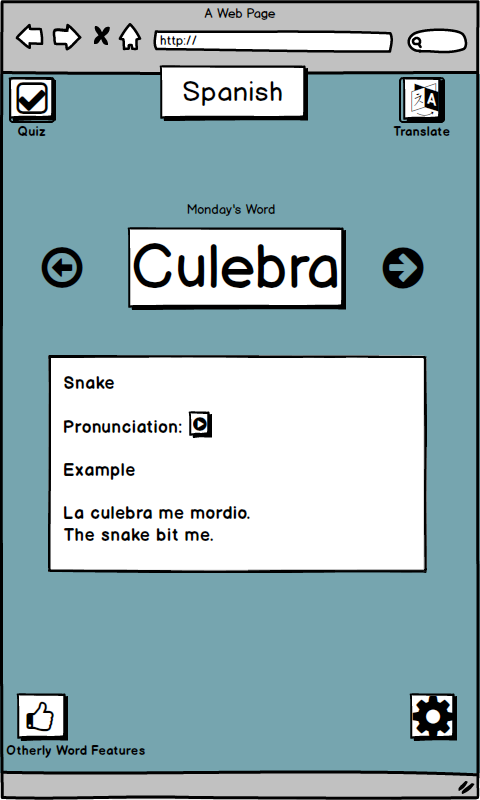 A Web Page
http://
Spanish
Quiz
Translate
Monday's Word
Culebra
Snake
Pronunciation:
Example
La culebra me mordio.
The snake bit me.
Otherly Word Features